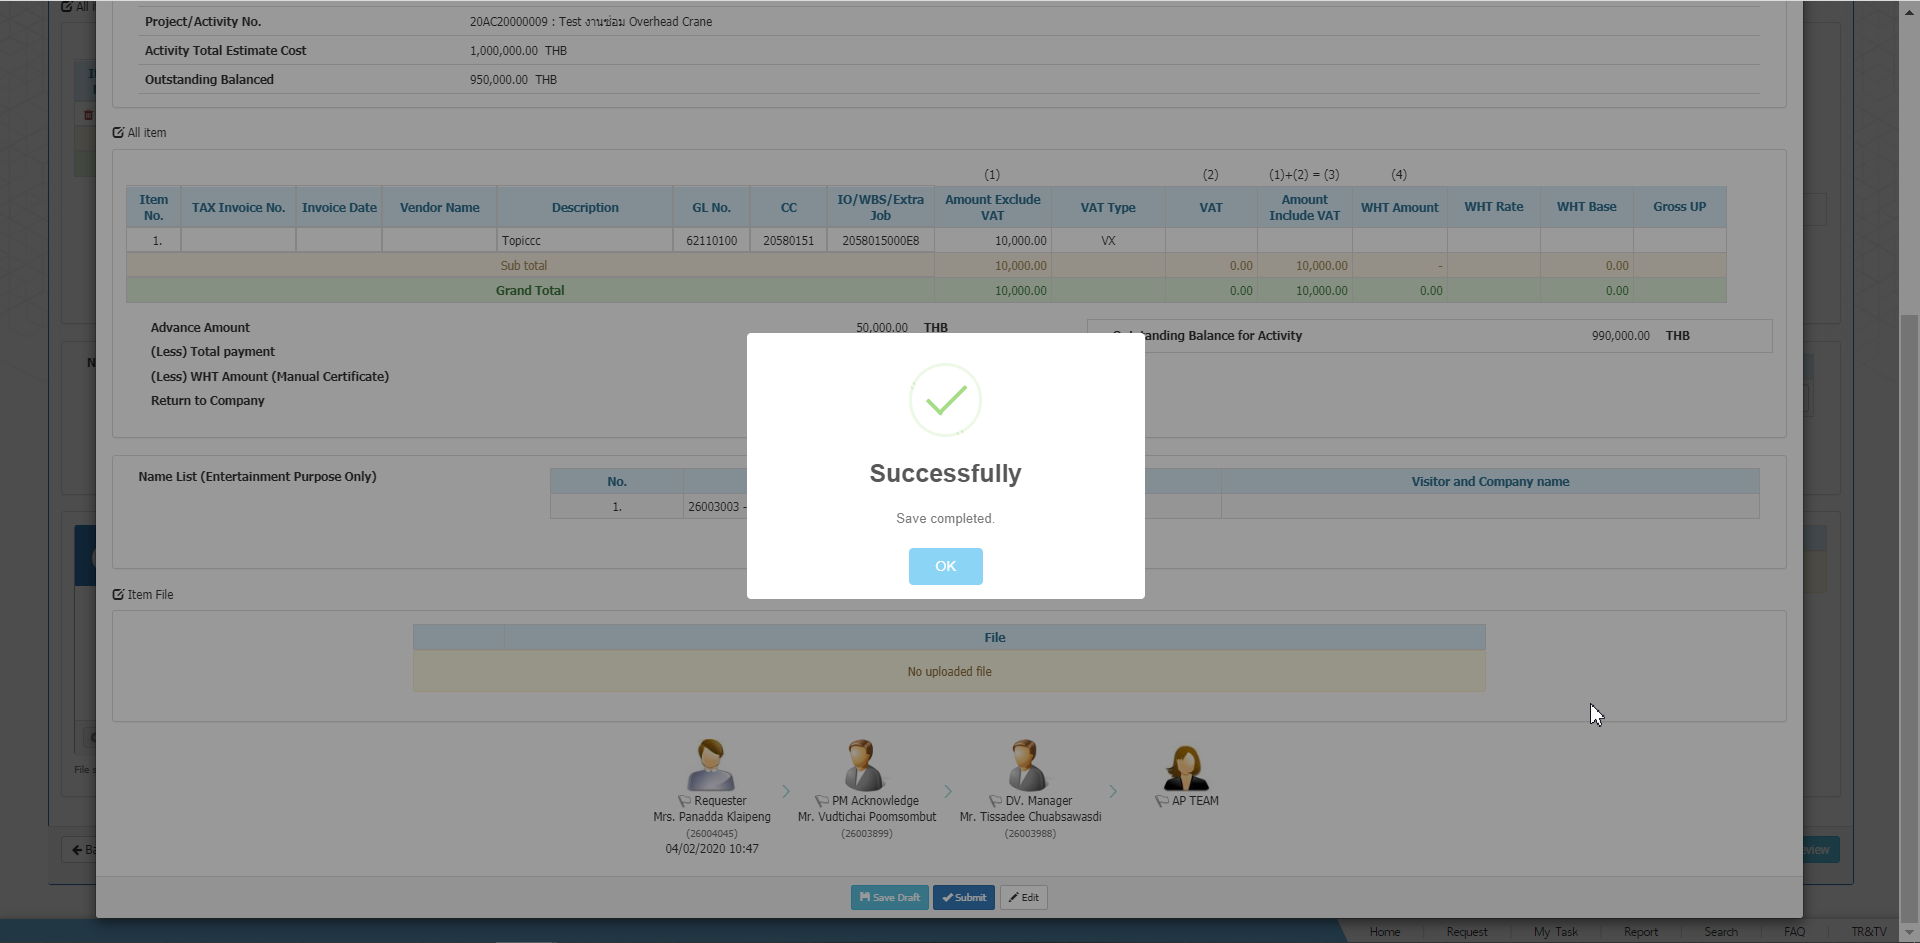 All
Project/Activity No. 20AC20000009 : Test งานซ่อม Overhead Crane
Activity Total Estimate Cost 1,000,000.00 THB
Outstanding Balanced 950,000.00 THB
All item
(1) (2) (1)+(2) = (3) (4)
Item No. TAX Invoice No. Invoice Date Vendor Name Description GL No. CC IO/WBS/Extra Job Amount Exclude VAT VAT Type VAT Amount Include VAT WHT Amount WHT Rate WHT Base Gross UP
1. Topiccc 62110100 20580151 2058015000E8 10,000.00 VX
Sub total 10,000.00 0.00 10,000.00 - 0.00
Grand Total 10,000.00 0.00 10,000.00 0.00 0.00
Advance Amount 50,000.00 THB
Outstanding Balance for Activity 990,000.00 THB
(Less) Total payment
(Less) WHT Amount (Manual Certificate)
Return to Company
Successfully
Save completed.
OK
Name List (Entertainment Purpose Only)
No. Visitor and Company name
1. 26003003 -
Item File
File
No uploaded file
Requester
Mrs. Panadda Klaipeng
(26004045)
04/02/2020 10:47
PM Acknowledge
Mr. Vudtichai Poomsombut
(26003899)
DV. Manager
Mr. Tissadee Chuabsawasdi
(26003988)
AP TEAM
File s
Ba
view
Save Draft Submit Edit
Home Request My Task Report Search FAQ TR&TV